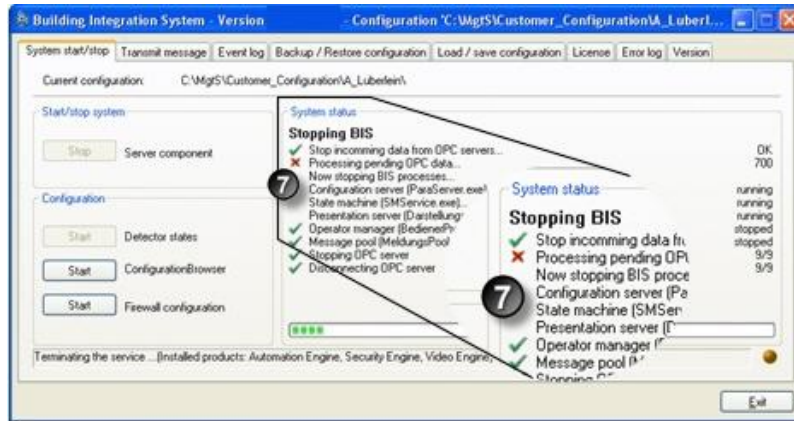 Building Integration System - Version - Configuration 'C:\MgtS\Customer_Configuration\A_Luberl...
System start/stop Transmit message Event log Backup / Restore configuration Load / save configuration License Error log Version
Current configuration: C:\MgtS\Customer_Configuration\A_Luberlein\
Start/stop system
Stop Server component
Configuration
Start Detector states
Start ConfigurationBrowser
Start Firewall configuration
System status
Stopping BIS
Stop incomming data from OPC servers... OK
Processing pending OPC data... 700
Now stopping BIS processes...
Configuration server (ParaServer.exe) running
State machine (SMService.exe)... running
Presentation server (Darstellung running
Operator manager (BedienerPr stopped
Message pool (MeldungsPool stopped
Stopping OPC server 9/9
Disconnecting OPC server 9/9
7
System status
Stopping BIS
Stop incomming data
Processing pending OP
Now stopping BIS proce
Configuration server (Pa
State machine (SMSer
Presentation server
Operator manager
Message pool
Stopping
7
Terminating the service ...(Installed products: Automation Engine, Security Engine, Video Engine)
Exit